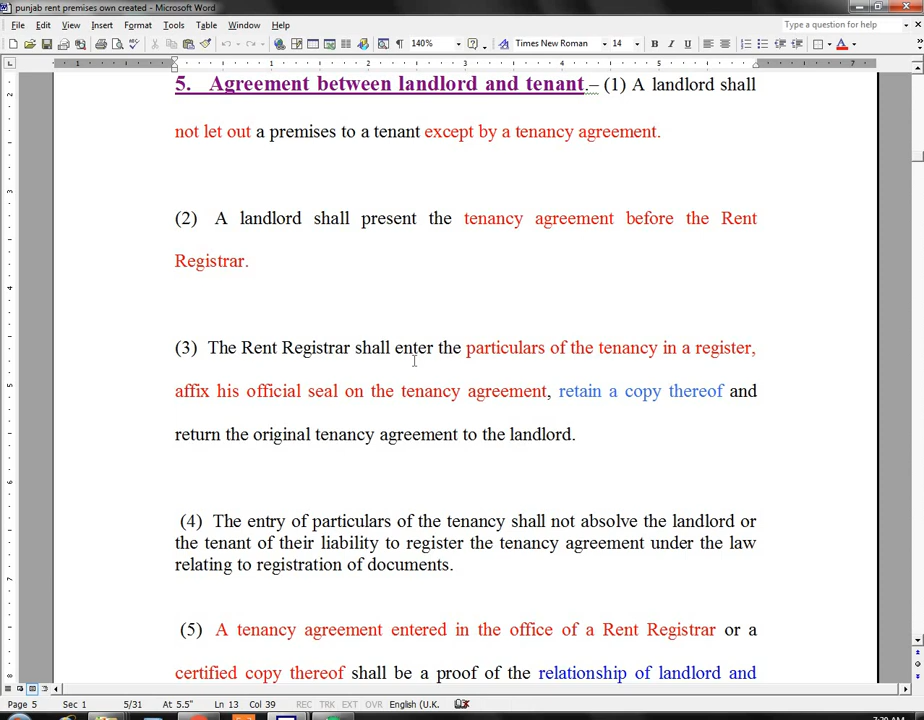 punjab rent premises own created - Microsoft Word
File Edit View Insert Format Tools Table Window Help
Type a question for help
140% Times New Roman 14 B I U
5. Agreement between landlord and tenant.– (1) A landlord shall
not let out a premises to a tenant except by a tenancy agreement.
(2) A landlord shall present the tenancy agreement before the Rent
Registrar.
(3) The Rent Registrar shall enter the particulars of the tenancy in a register,
affix his official seal on the tenancy agreement, retain a copy thereof and
return the original tenancy agreement to the landlord.
(4) The entry of particulars of the tenancy shall not absolve the landlord or
the tenant of their liability to register the tenancy agreement under the law
relating to registration of documents.
(5) A tenancy agreement entered in the office of a Rent Registrar or a
certified copy thereof shall be a proof of the relationship of landlord and
Page 5 Sec 1 5/31 At 5.5" Ln 13 Col 39 REC TRK EXT OVR English (U.K.